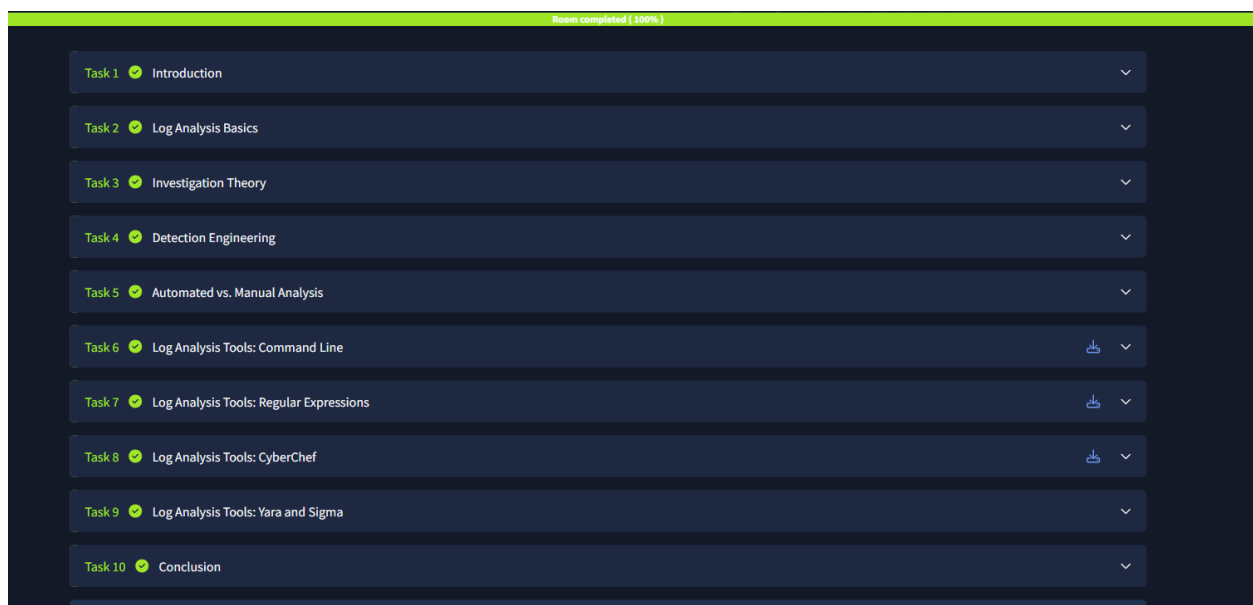 Room completed ( 100% )
Task 1 Introduction
Task 2 Log Analysis Basics
Task 3 Investigation Theory
Task 4 Detection Engineering
Task 5 Automated vs. Manual Analysis
Task 6 Log Analysis Tools: Command Line
Task 7 Log Analysis Tools: Regular Expressions
Task 8 Log Analysis Tools: CyberChef
Task 9 Log Analysis Tools: Yara and Sigma
Task 10 Conclusion